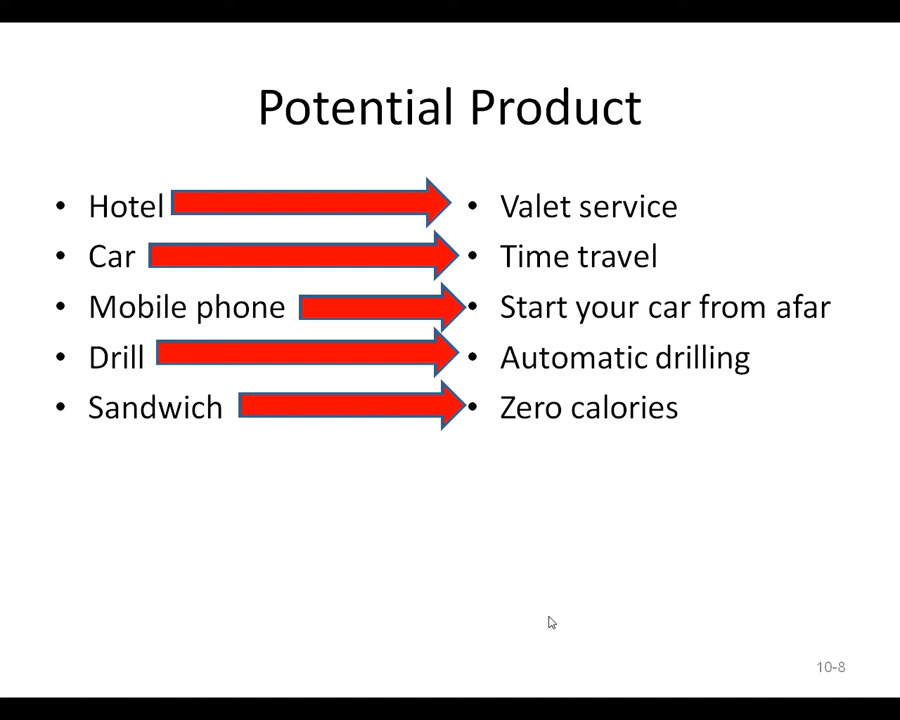 Potential Product
• Hotel
• Valet service
• Car
• Time travel
• Mobile phone
• Start your car from afar
• Drill
• Automatic drilling
• Sandwich
• Zero calories
10-8